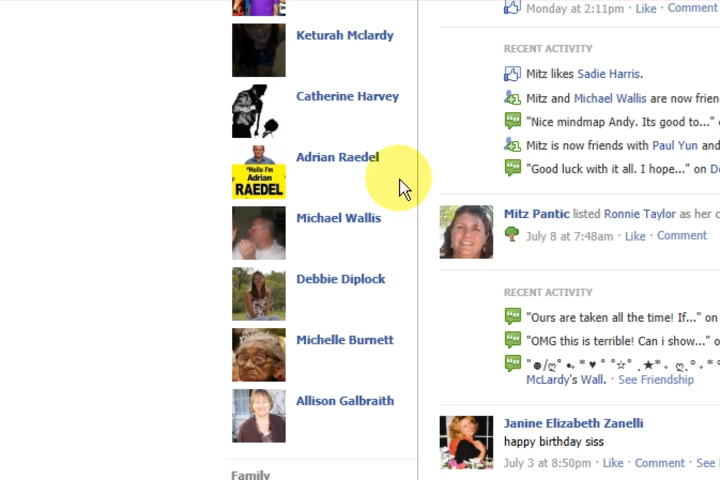 Keturah Mclardy
Catherine Harvey
Adrian Raedel
"Hello I'm
Adrian
RAEDEL
Michael Wallis
Debbie Diplock
Michelle Burnett
Allison Galbraith
Family
Monday at 2:11pm · Like · Comment
RECENT ACTIVITY
Mitz likes Sadie Harris.
Mitz and Michael Wallis are now frien
"Nice mindmap Andy. Its good to..." o
Mitz is now friends with Paul Yun and
"Good luck with it all. I hope..." on De
Mitz Pantic listed Ronnie Taylor as her c
July 8 at 7:48am · Like · Comment
RECENT ACTIVITY
"Ours are taken all the time! If..." on
"OMG this is terrible! Can i show..." o
McLardy's Wall. · See Friendship
Janine Elizabeth Zanelli
happy birthday siss
July 3 at 8:50pm · Like · Comment · See